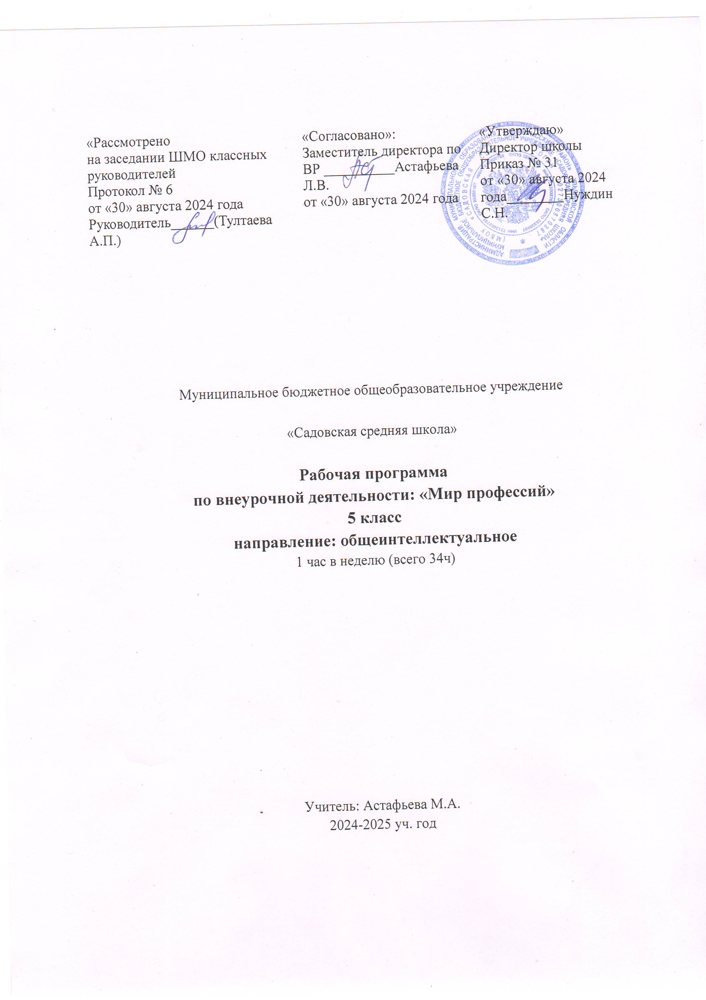 «Рассмотрено
на заседании ШМО классных
руководителей
Протокол № 6
от «30» августа 2024 года
Руководитель______(Тултаева
А.П.)
«Согласовано»:
Заместитель директора по
ВР __________Астафьева
Л.В.
от «30» августа 2024 года
«Утверждаю»
Директор школы
Приказ № 31
от «30» августа 2024
года________Нуждин
С.Н.
Муниципальное бюджетное общеобразовательное учреждение
«Садовская средняя школа»
Рабочая программа
по внеурочной деятельности: «Мир профессий»
5 класс
направление: общеинтеллектуальное
1 час в неделю (всего 34ч)
Учитель: Астафьева М.А.
2024-2025 уч. год